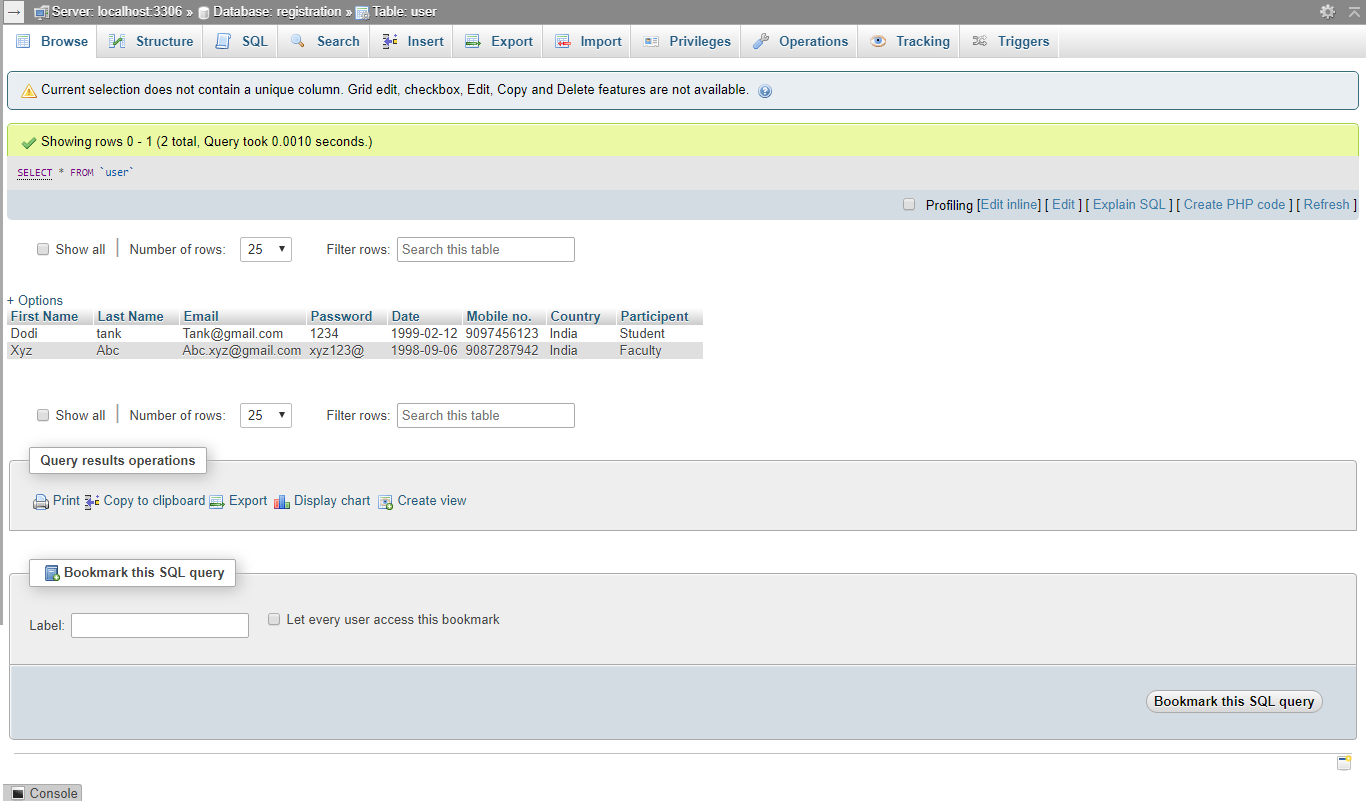 Server: localhost:3306 » Database: registration » Table: user
Browse Structure SQL Search Insert Export Import Privileges Operations Tracking Triggers
Current selection does not contain a unique column. Grid edit, checkbox, Edit, Copy and Delete features are not available.
Showing rows 0 - 1 (2 total, Query took 0.0010 seconds.)
SELECT * FROM `user`
Profiling [Edit inline] [ Edit ] [ Explain SQL ] [ Create PHP code ] [ Refresh ]
Show all Number of rows: 25 Filter rows: Search this table
+ Options
First Name Last Name Email Password Date Mobile no. Country Participent
Dodi tank Tank@gmail.com 1234 1999-02-12 9097456123 India Student
Xyz Abc Abc.xyz@gmail.com xyz123@ 1998-09-06 9087287942 India Faculty
Show all Number of rows: 25 Filter rows: Search this table
Query results operations
Print Copy to clipboard Export Display chart Create view
Bookmark this SQL query
Label: Let every user access this bookmark
Bookmark this SQL query
Console